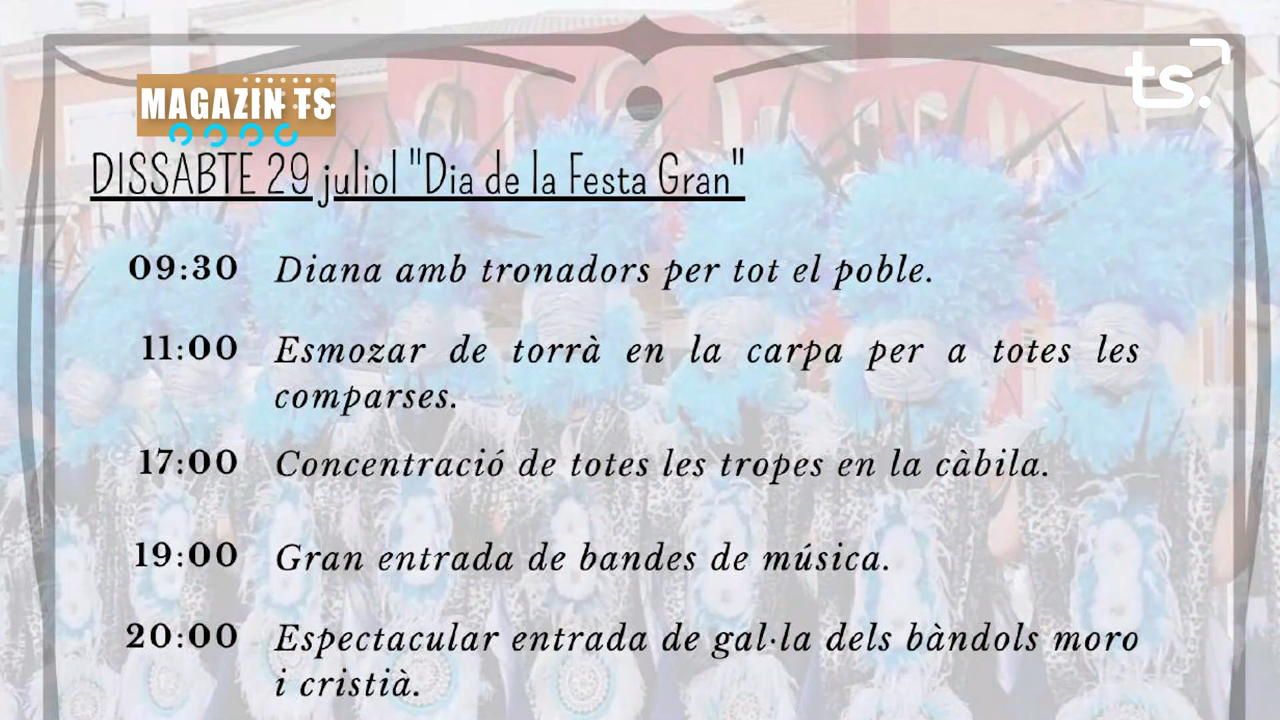 ts.
MAGAZIN TS
DISSABTE 29 juliol "Dia de la Festa Gran"
09:30 Diana amb tronadors per tot el poble.
11:00 Esmozar de torrà en la carpa per a totes les
comparses.
17:00 Concentració de totes les tropes en la càbila.
19:00 Gran entrada de bandes de música.
20:00 Espectacular entrada de gal·la dels bàndols moro
i cristià.